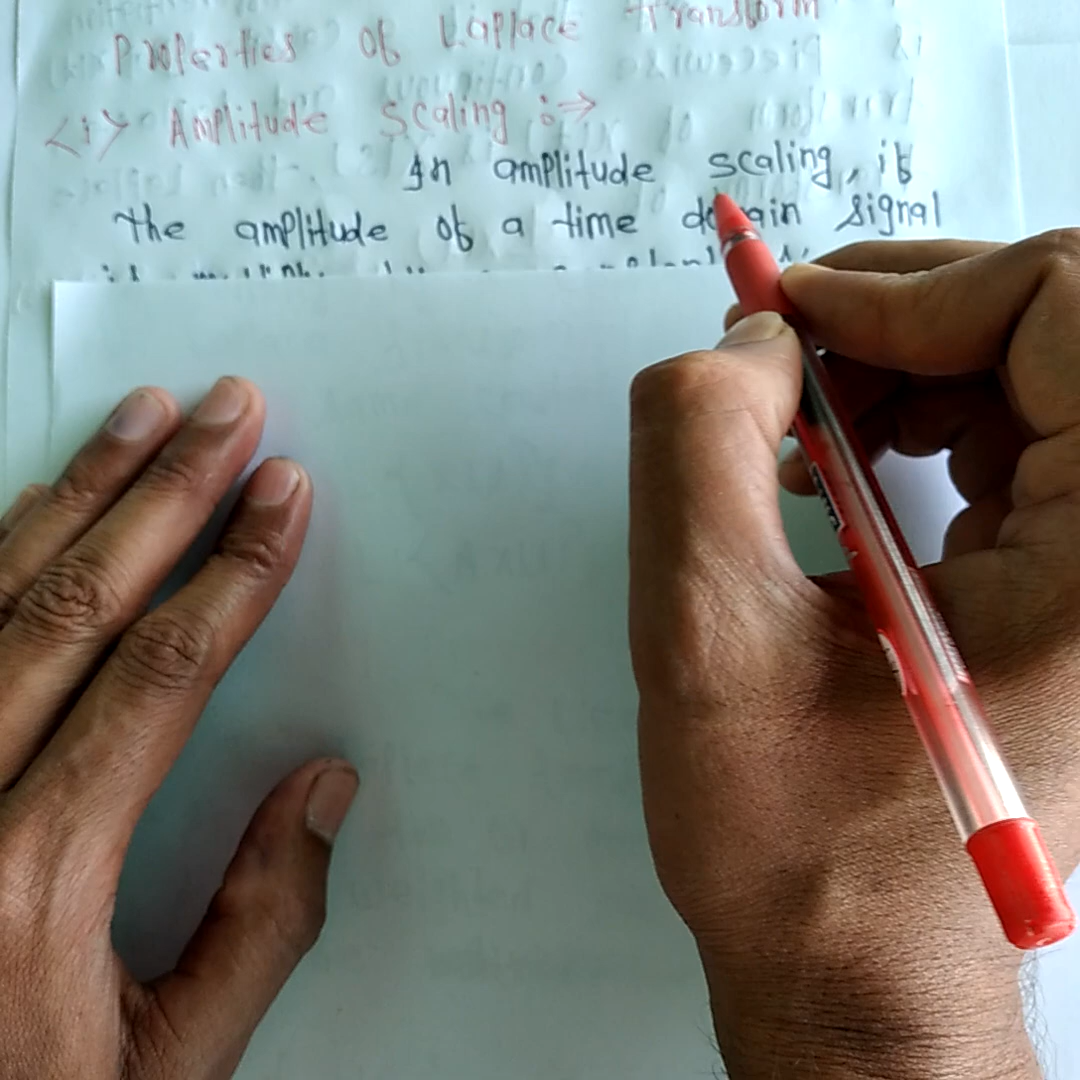 Properties of Laplace Transform
<i> Amplitude Scaling :⇒
In amplitude scaling, if
the amplitude of a time domain signal